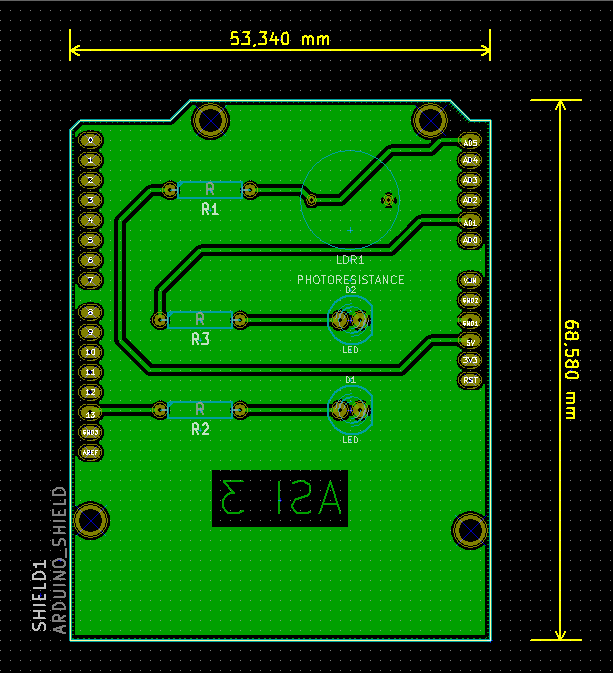 53,340 mm
0
1
2
3
4
5
6
7
8
9
10
11
12
13
GND3
AREF
AD5
AD4
AD3
AD2
AD1
AD0
V_IN
GND2
GND1
5V
3V3
RST
R
R1
LDR1
PHOTORESISTANCE
D2
R
R3
LED
D1
R
R2
LED
ASI 3
68,580 mm
SHIELD1
ARDUINO_SHIELD